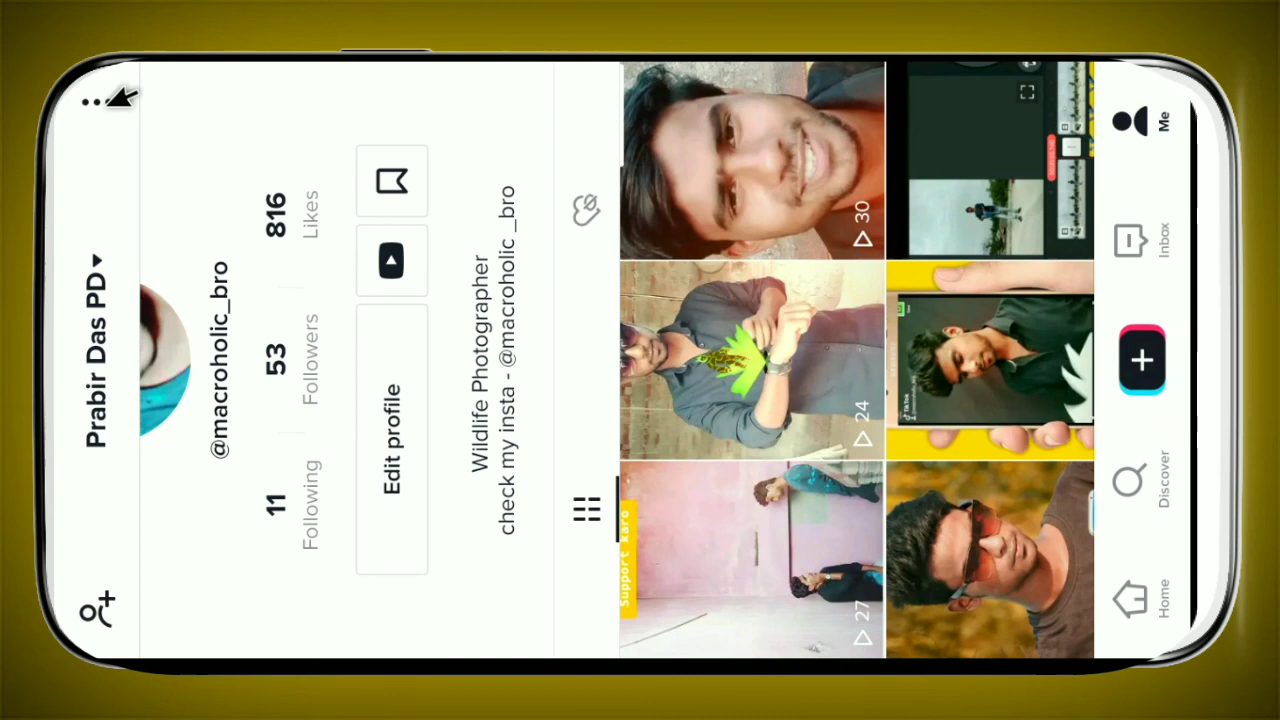 Prabir Das PD
@macroholic_bro
11
Following
53
Followers
816
Likes
Edit profile
Wildlife Photographer
check my insta - @macroholic _bro
Support karo
27
24
30
TikTok
Home
Discover
Inbox
Me